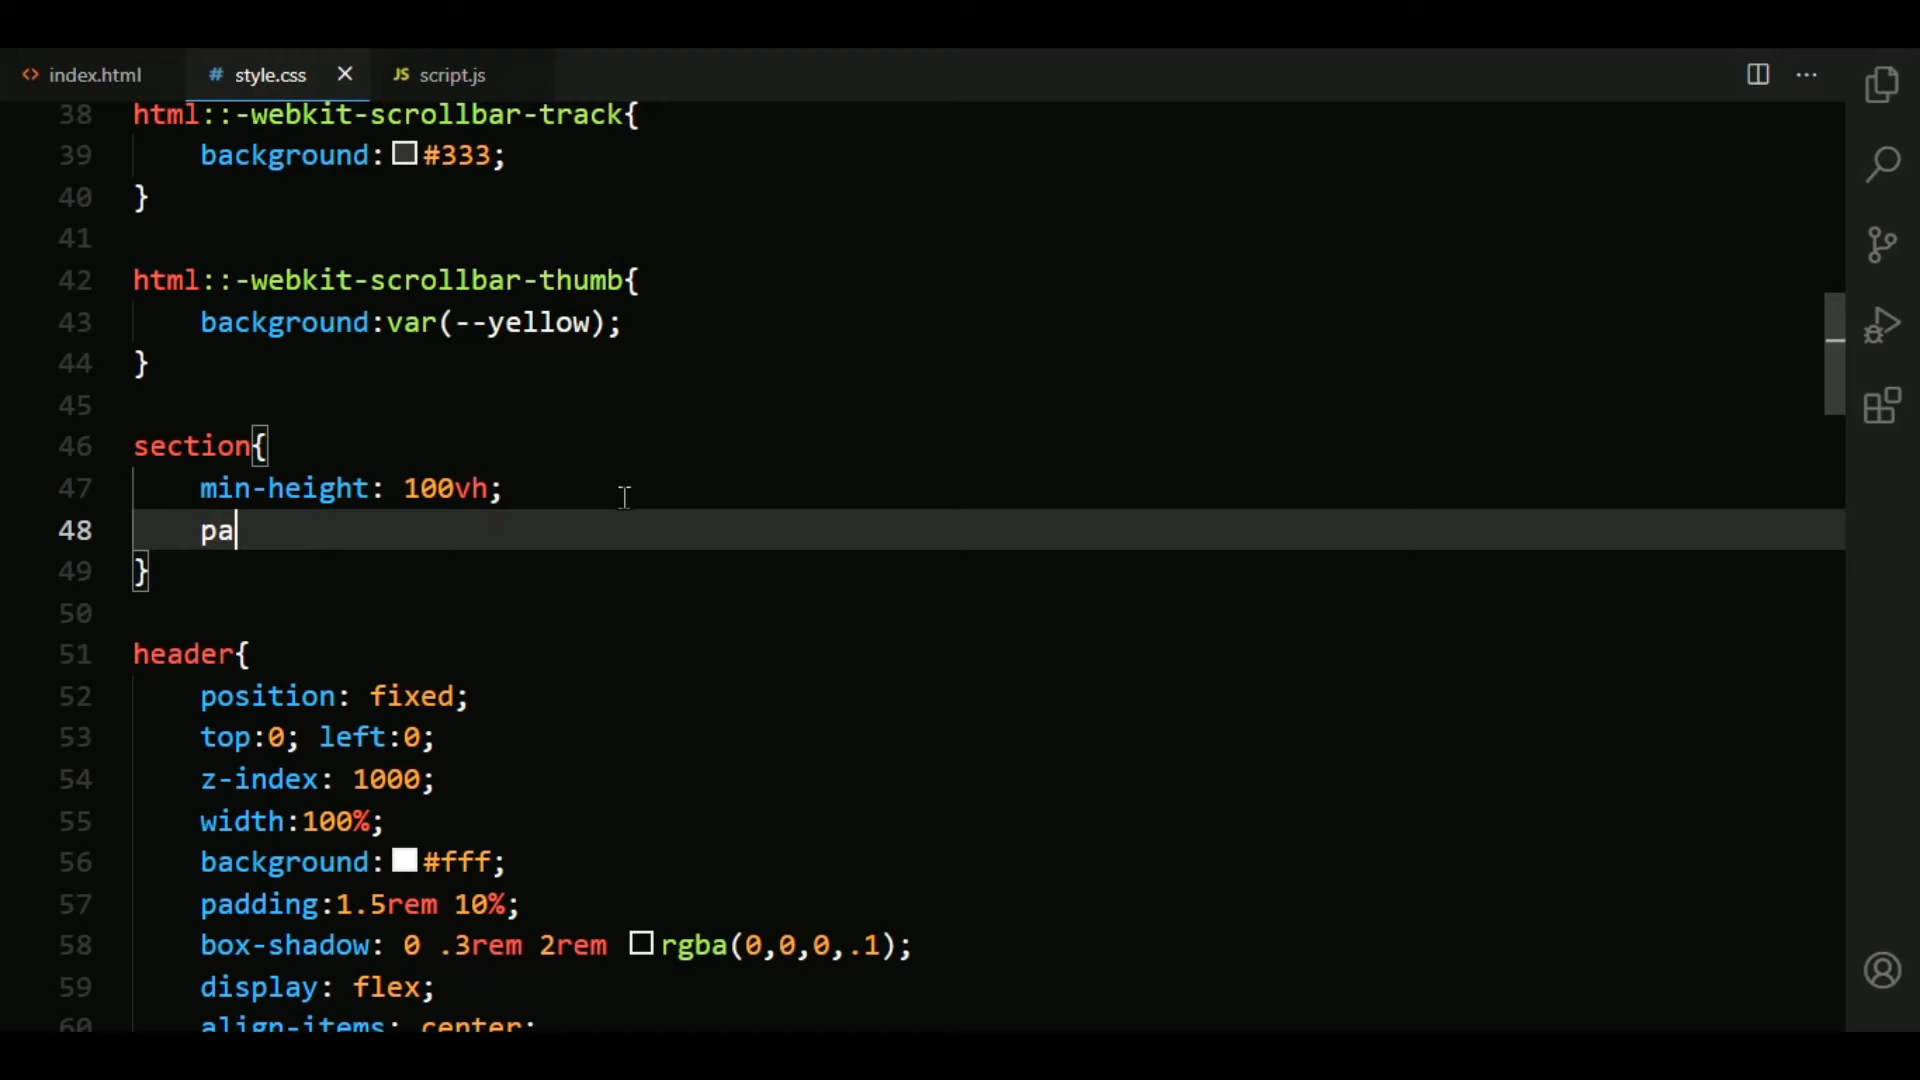 <> index.html # style.css × JS script.js ...
38 html::-webkit-scrollbar-track{
39 background:#333;
40 }
41
42 html::-webkit-scrollbar-thumb{
43 background:var(--yellow);
44 }
45
46 section{
47 min-height: 100vh;
48 pa
49 }
50
51 header{
52 position: fixed;
53 top:0; left:0;
54 z-index: 1000;
55 width:100%;
56 background:#fff;
57 padding:1.5rem 10%;
58 box-shadow: 0 .3rem 2rem rgba(0,0,0,.1);
59 display: flex;
60 align-items: center;